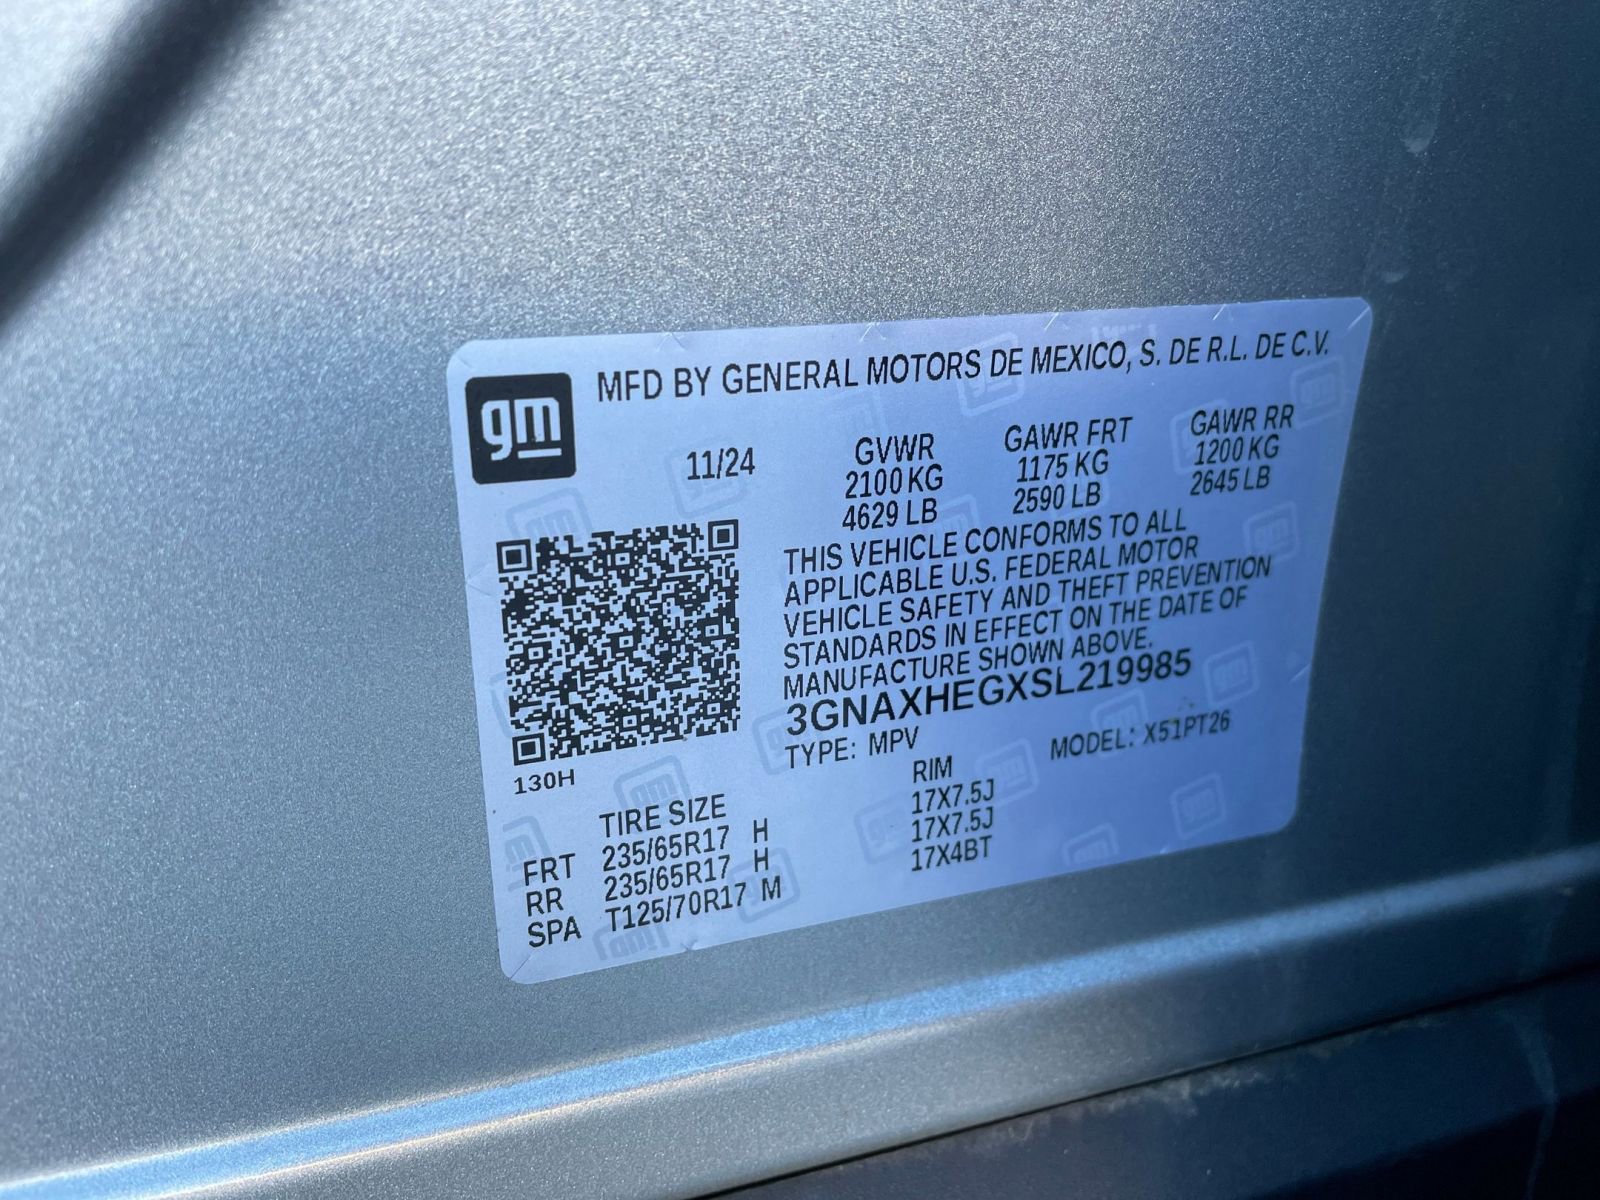 gm
MFD BY GENERAL MOTORS DE MEXICO, S. DE R.L. DE C.V.
11/24
GVWR GAWR FRT GAWR RR
2100 KG 1175 KG 1200 KG
4629 LB 2590 LB 2645 LB
THIS VEHICLE CONFORMS TO ALL
APPLICABLE U.S. FEDERAL MOTOR
VEHICLE SAFETY AND THEFT PREVENTION
STANDARDS IN EFFECT ON THE DATE OF
MANUFACTURE SHOWN ABOVE.
3GNAXHEGXSL219985
TYPE: MPV MODEL: X51PT26
130H
TIRE SIZE RIM
FRT 235/65R17 H 17X7.5J
RR 235/65R17 H 17X7.5J
SPA T125/70R17 M 17X4BT